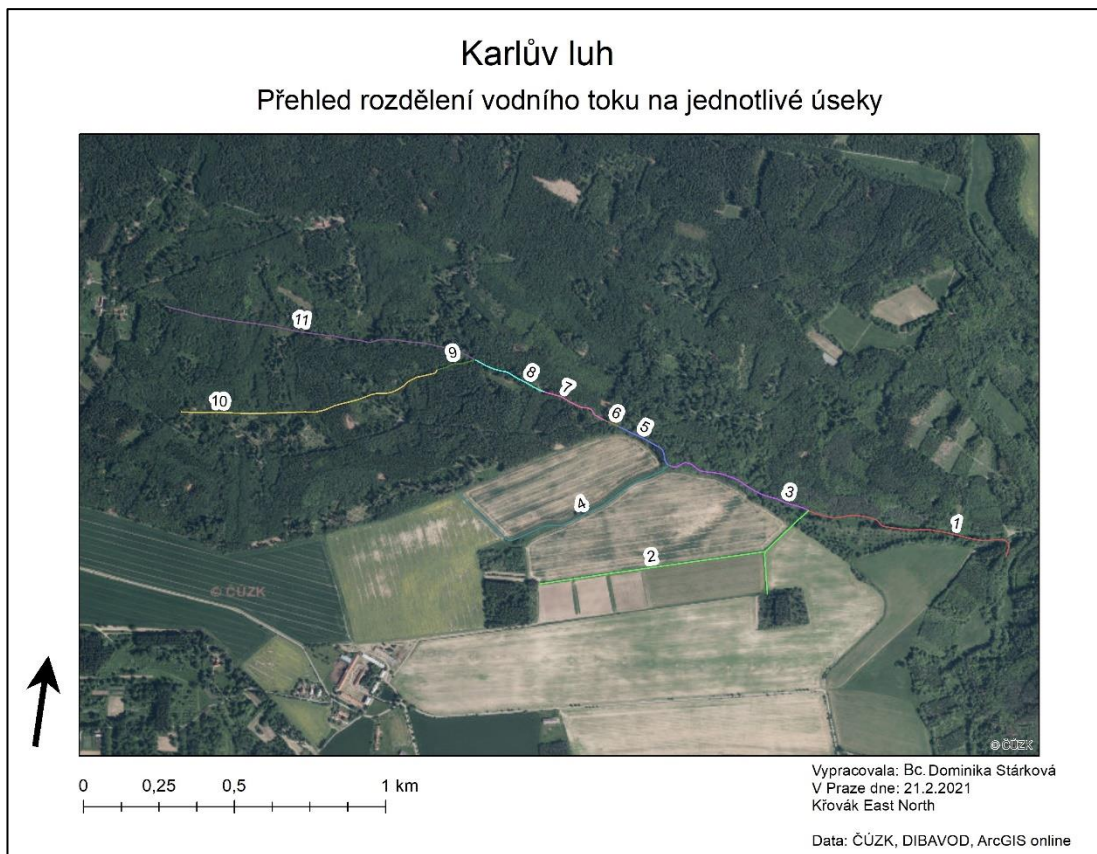 Karlův luh
Přehled rozdělení vodního toku na jednotlivé úseky
11
9
8
10
7
6
5
4
3
1
2
© ČÚZK
© ČÚZK
0 0,25 0,5 1 km
Vypracovala: Bc. Dominika Stárková
V Praze dne: 21.2.2021
Křovák East North
Data: ČÚZK, DIBAVOD, ArcGIS online